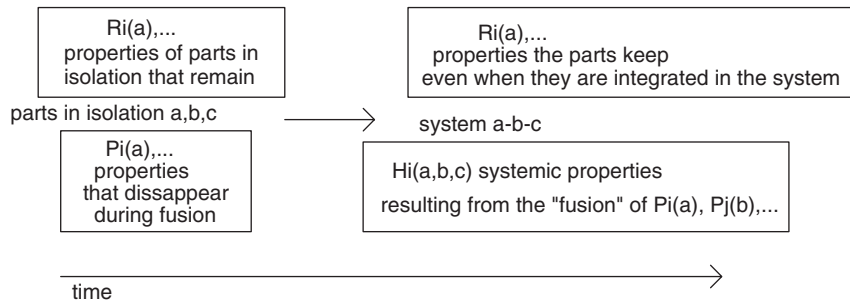 Ri(a),...
properties of parts in
isolation that remain
parts in isolation a,b,c
Pi(a),...
properties
that dissappear
during fusion
Ri(a),...
properties the parts keep
even when they are integrated in the system
system a-b-c
Hi(a,b,c) systemic properties
resulting from the "fusion" of Pi(a), Pj(b),...
time